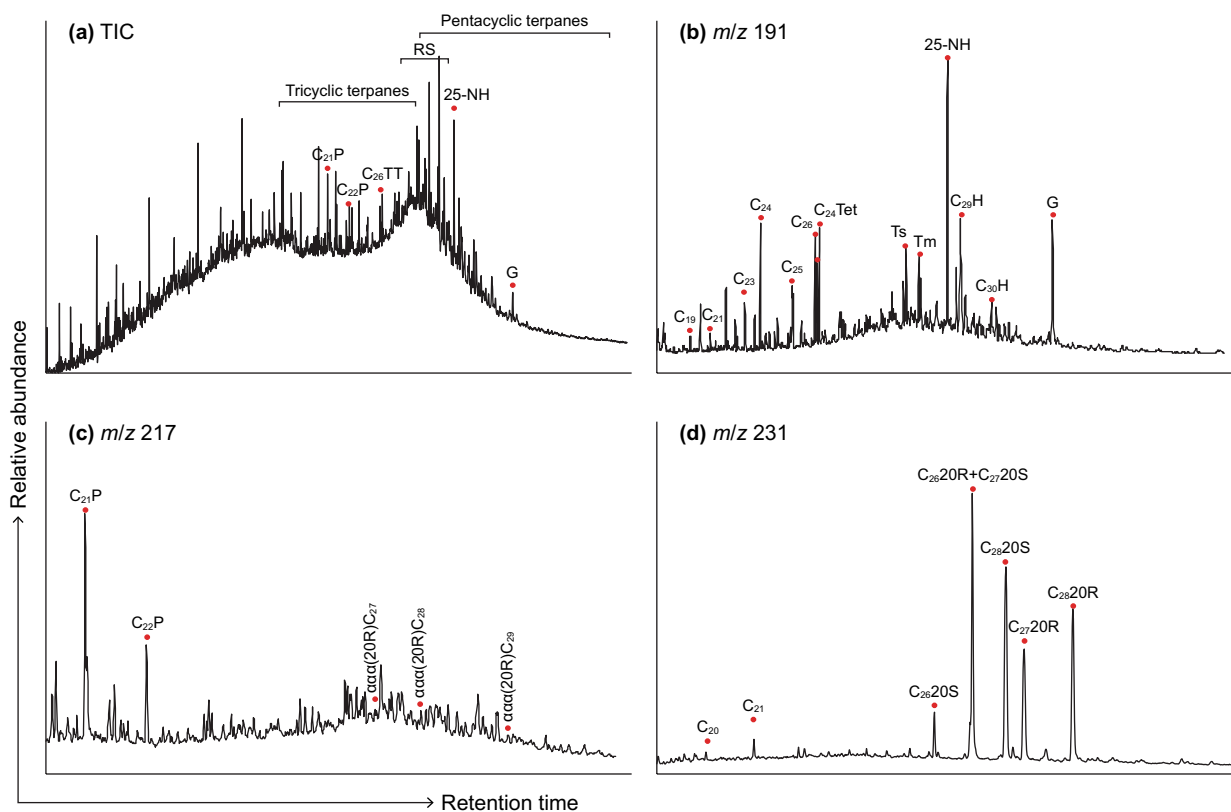 (a) TIC
Pentacyclic terpanes
RS
Tricyclic terpanes
25-NH
C₂₁P
C₂₂P
C₂₆TT
G
(b) m/z 191
25-NH
C₁₉
C₂₁
C₂₃
C₂₄
C₂₅
C₂₆
C₂₄Tet
Ts
Tm
C₂₉H
C₃₀H
G
(c) m/z 217
C₂₁P
C₂₂P
ααα(20R)C₂₇
ααα(20R)C₂₈
ααα(20R)C₂₉
(d) m/z 231
C₂₀
C₂₁
C₂₆20S
C₂₆20R+C₂₇20S
C₂₈20S
C₂₇20R
C₂₈20R
Relative abundance
Retention time